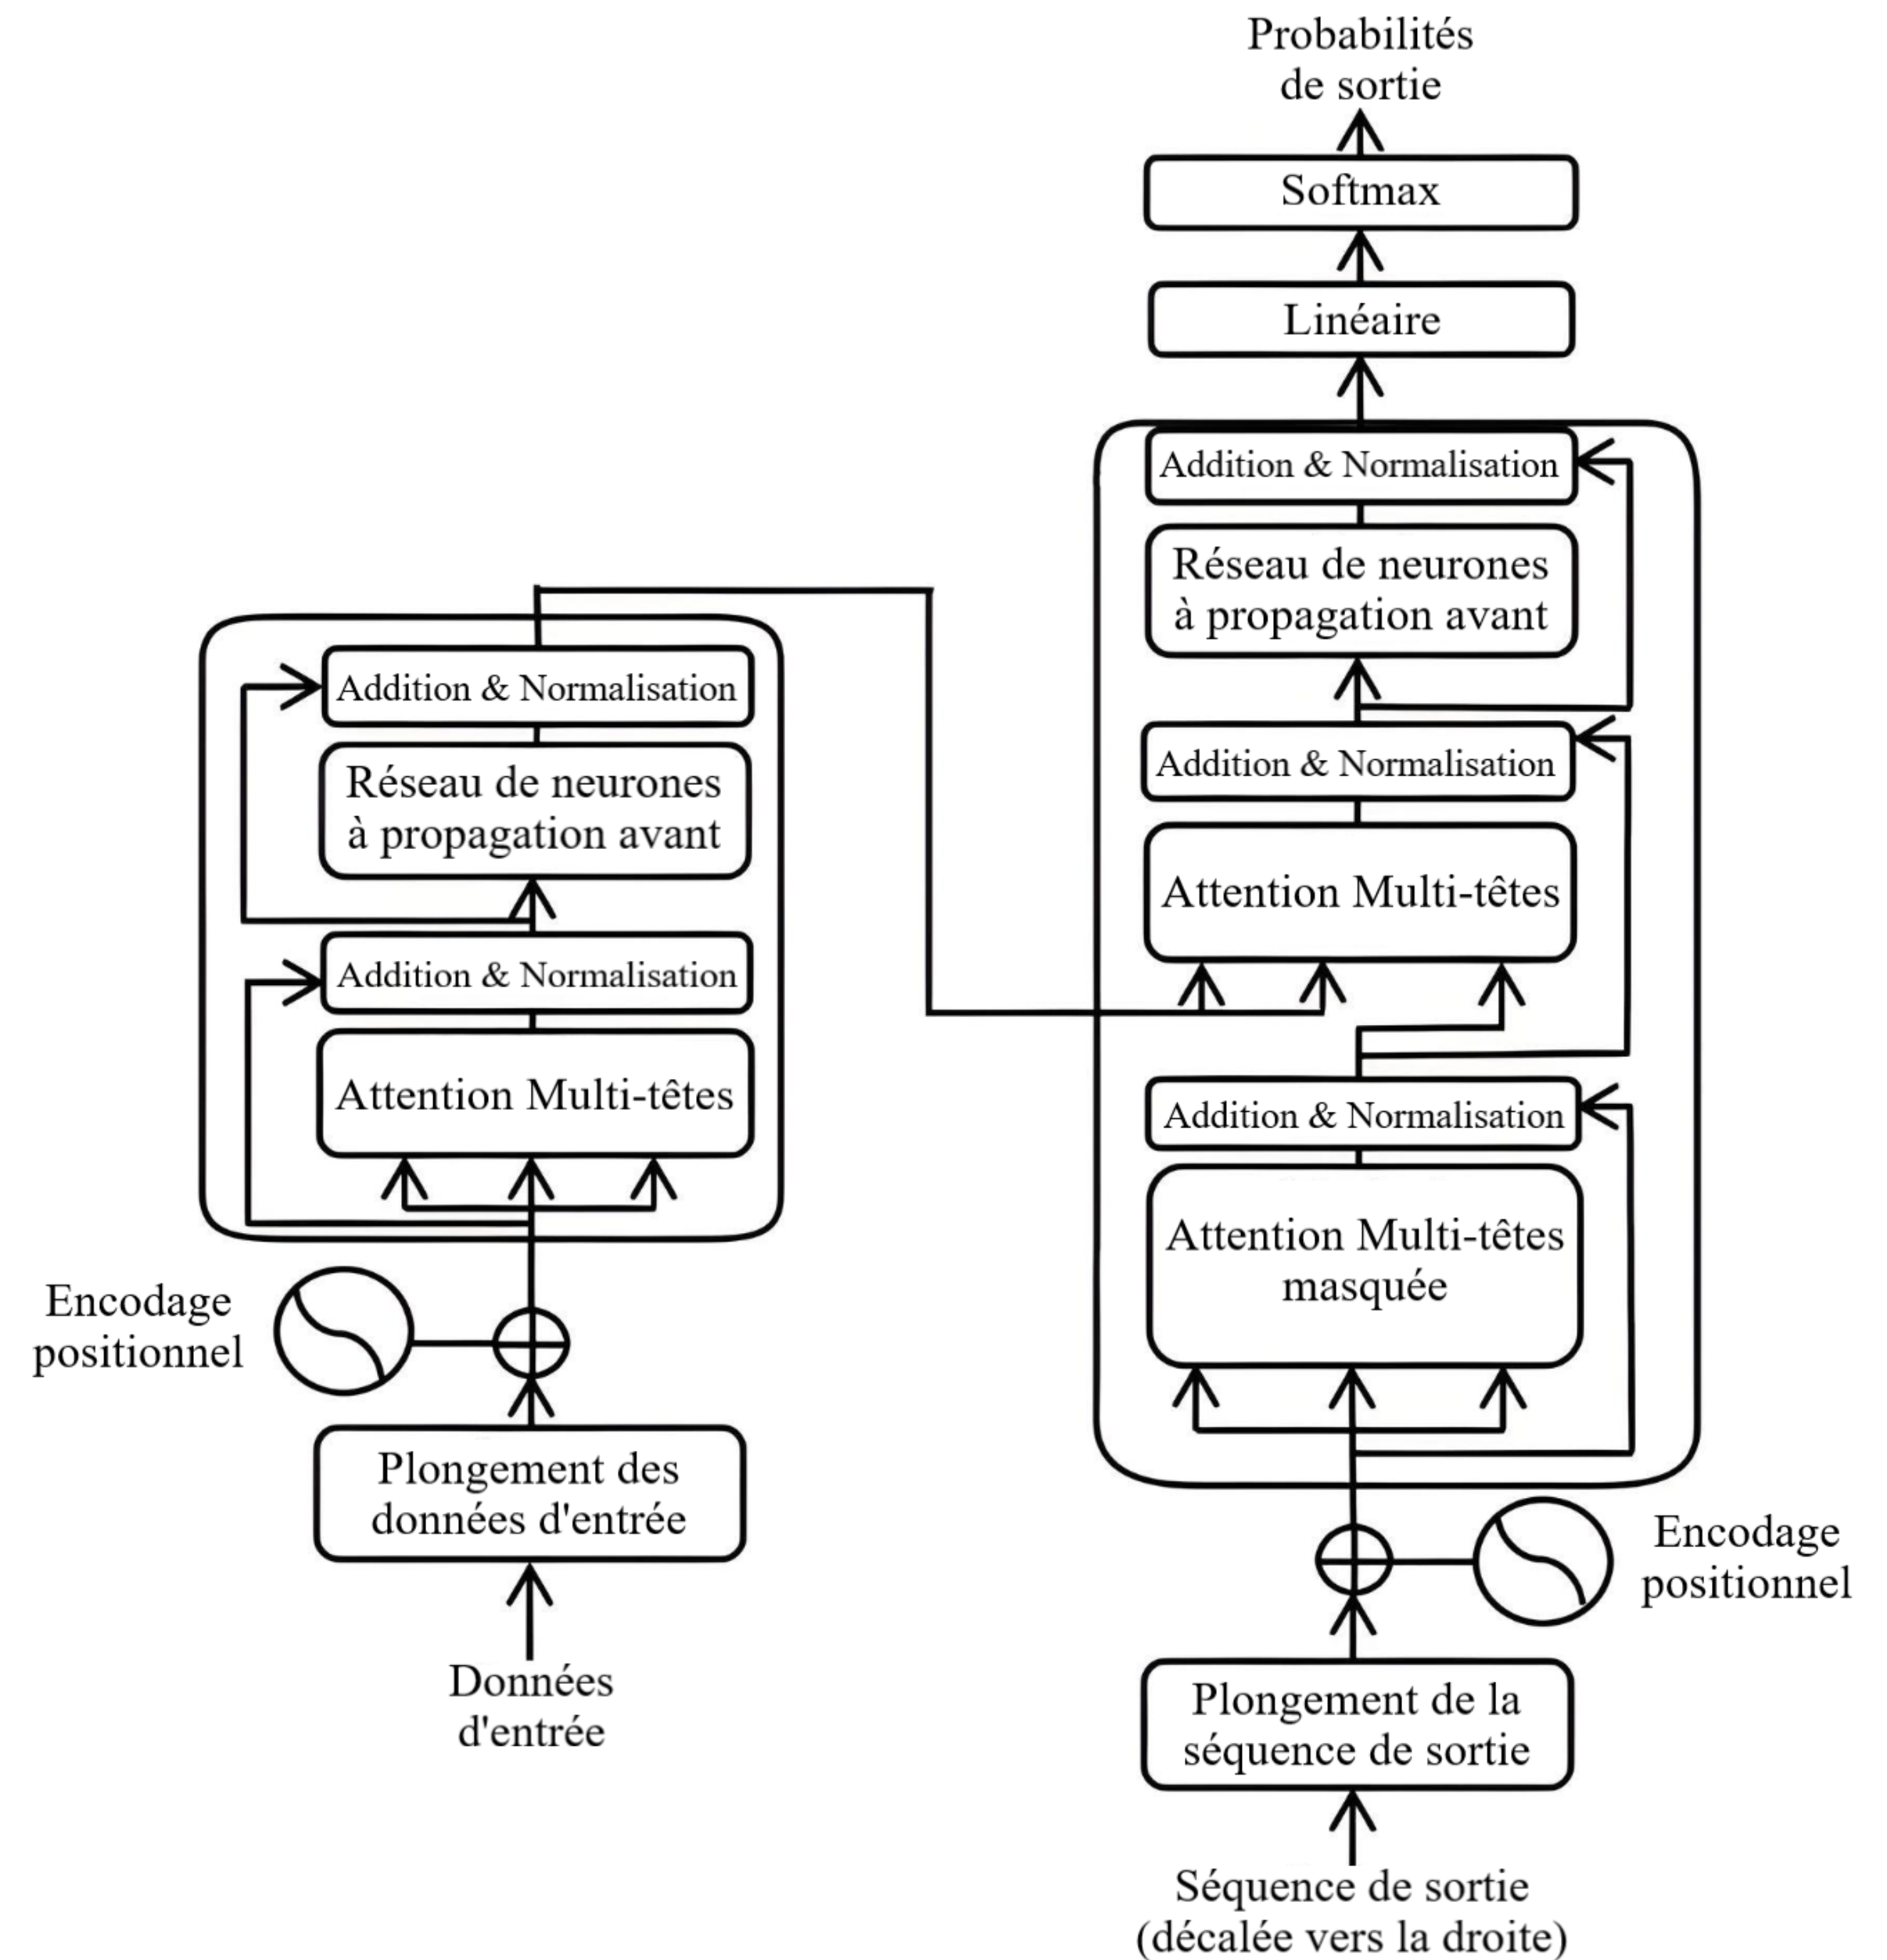 Probabilités
de sortie
Softmax
Linéaire
Addition & Normalisation
Réseau de neurones
à propagation avant
Addition & Normalisation
Attention Multi-têtes
Addition & Normalisation
Attention Multi-têtes
masquée
Encodage
positionnel
Plongement de la
séquence de sortie
Séquence de sortie
(décalée vers la droite)
Addition & Normalisation
Réseau de neurones
à propagation avant
Addition & Normalisation
Attention Multi-têtes
Encodage
positionnel
Plongement des
données d'entrée
Données
d'entrée